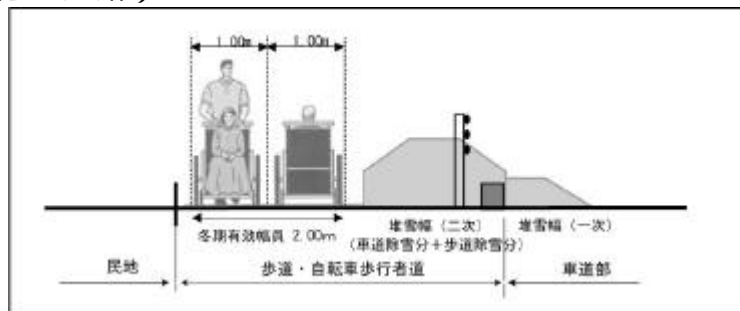 1.00m 1.00m
冬期有効幅員 2.00m
堆雪幅（二次） 堆雪幅（一次）
（車道除雪分＋歩道除雪分）
民地 歩道・自転車歩行者道 車道部